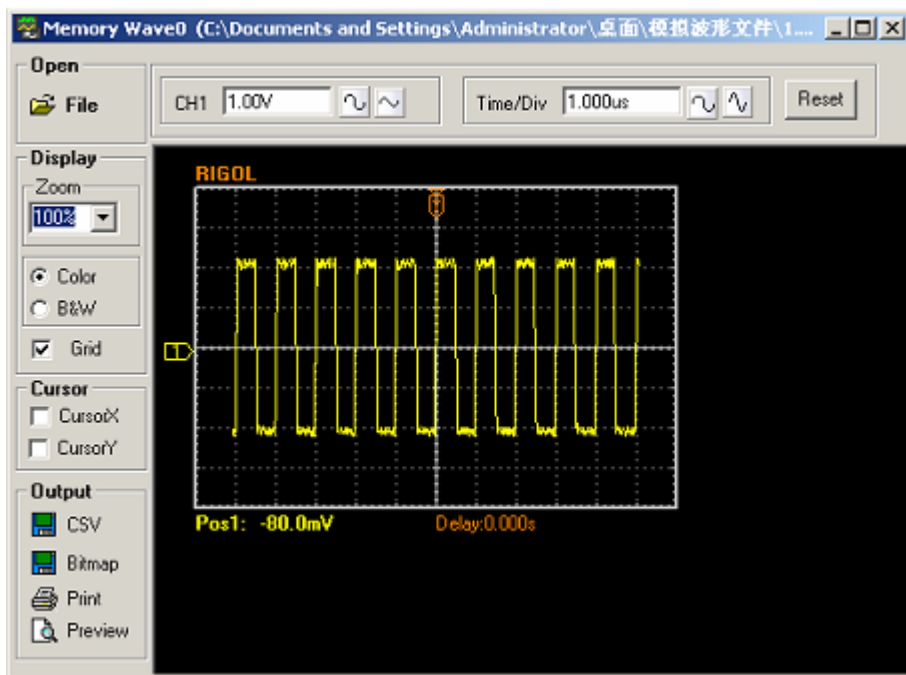 Memory Wave0 (C:\Documents and Settings\Administrator\桌面\模拟波形文件\1....
Open
File
CH1 1.00V
Time/Div 1.000us
Reset
Display
Zoom
100%
Color
B&W
Grid
Cursor
CursorX
CursorY
Output
CSV
Bitmap
Print
Preview
RIGOL
T
1
Pos1: -80.0mV
Delay:0.000s